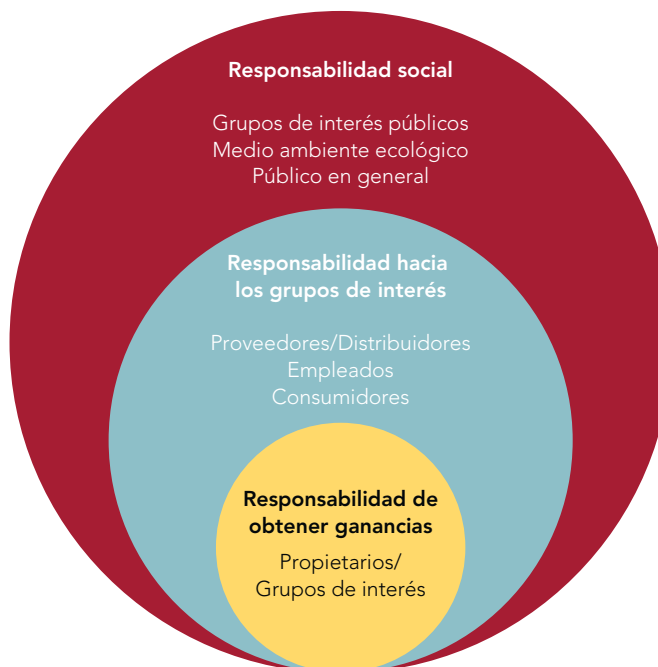 Responsabilidad social
Grupos de interés públicos
Medio ambiente ecológico
Público en general
Responsabilidad hacia
los grupos de interés
Proveedores/Distribuidores
Empleados
Consumidores
Responsabilidad de
obtener ganancias
Propietarios/
Grupos de interés